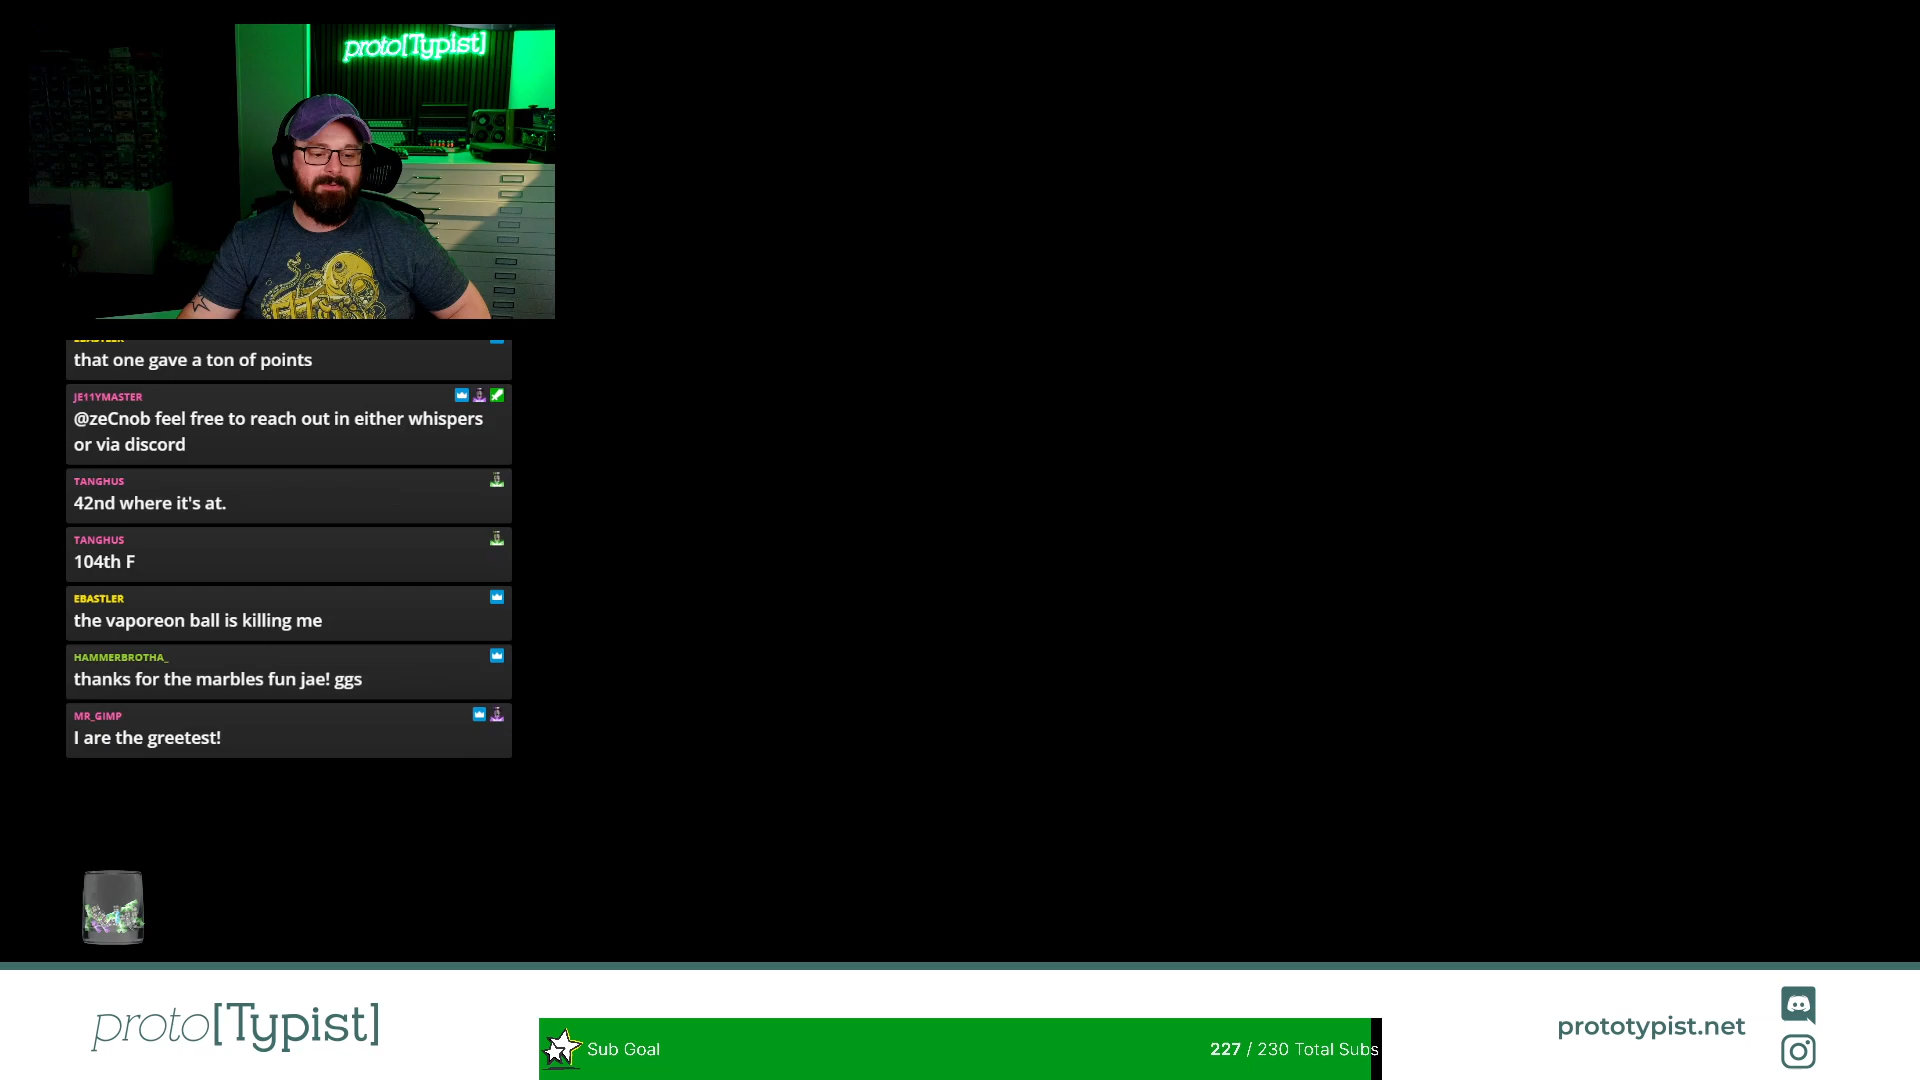 proto[Typist]
EBASTLER
that one gave a ton of points
JE11YMASTER
@zeCnob feel free to reach out in either whispers
or via discord
TANGHUS
42nd where it's at.
TANGHUS
104th F
EBASTLER
the vaporeon ball is killing me
HAMMERBROTHA_
thanks for the marbles fun jae! ggs
MR_GIMP
I are the greetest!
proto[Typist]
Sub Goal
227 / 230 Total Subs
prototypist.net